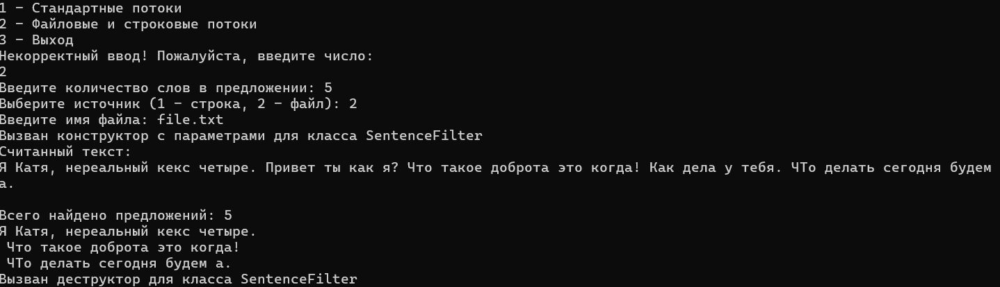 1 – Стандартные потоки
2 – Файловые и строковые потоки
3 – Выход
Некорректный ввод! Пожалуйста, введите число:
2
Введите количество слов в предложении: 5
Выберите источник (1 – строка, 2 – файл): 2
Введите имя файла: file.txt
Вызван конструктор с параметрами для класса SentenceFilter
Считанный текст:
Я Катя, нереальный кекс четыре. Привет ты как я? Что такое доброта это когда! Как дела у тебя. ЧТо делать сегодня будем
а.
Всего найдено предложений: 5
Я Катя, нереальный кекс четыре.
Что такое доброта это когда!
ЧТо делать сегодня будем а.
Вызван деструктор для класса SentenceFilter